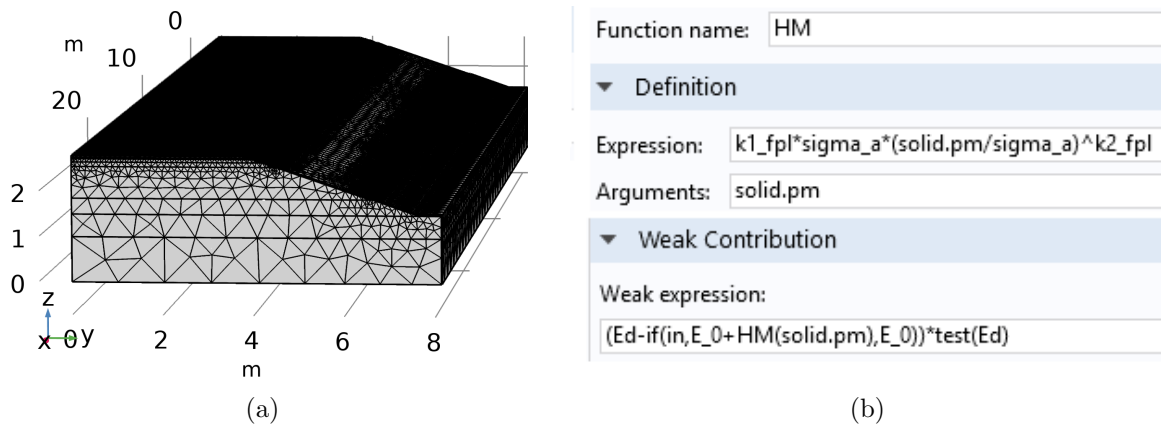 0
m
10
20
2
1
0
z
x
y
0
2
4
6
8
m
(a)
Function name: HM
Definition
Expression: k1_fpl*sigma_a*(solid.pm/sigma_a)^k2_fpl
Arguments: solid.pm
Weak Contribution
Weak expression:
(Ed-if(in,E_0+HM(solid.pm),E_0))*test(Ed)
(b)